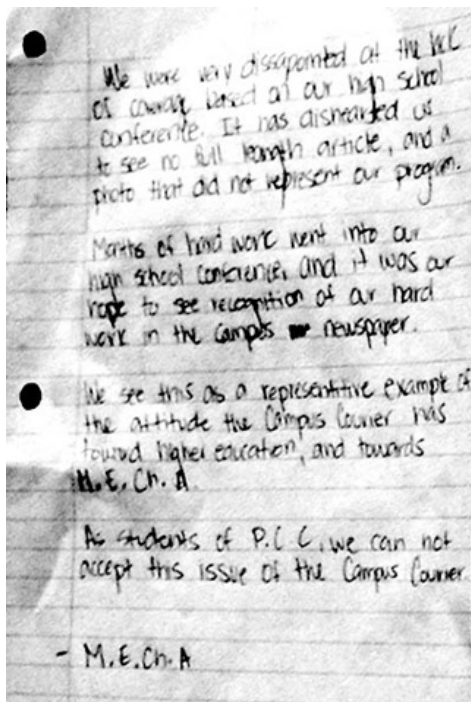 We were very dissapointed at the lack
of coverage based on our high school
conference. It has disheartded us
to see no full length article, and a
photo that did not represent our program.
Months of hard work went into our
high school conference, and it was our
hope to see recognition of our hard
work in the campus newspaper.
We see this as a representitive example of
the attitude the Campus Courier has
toward higher education, and towards
M.E.Ch.A
As students of P.C.C, we can not
accept this issue of the Campus Courier.
- M.E.Ch.A